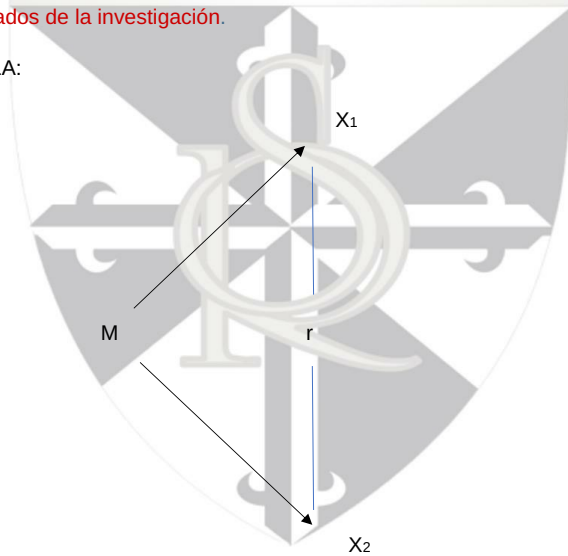 ados de la investigación.
A:
X1
M
r
X2